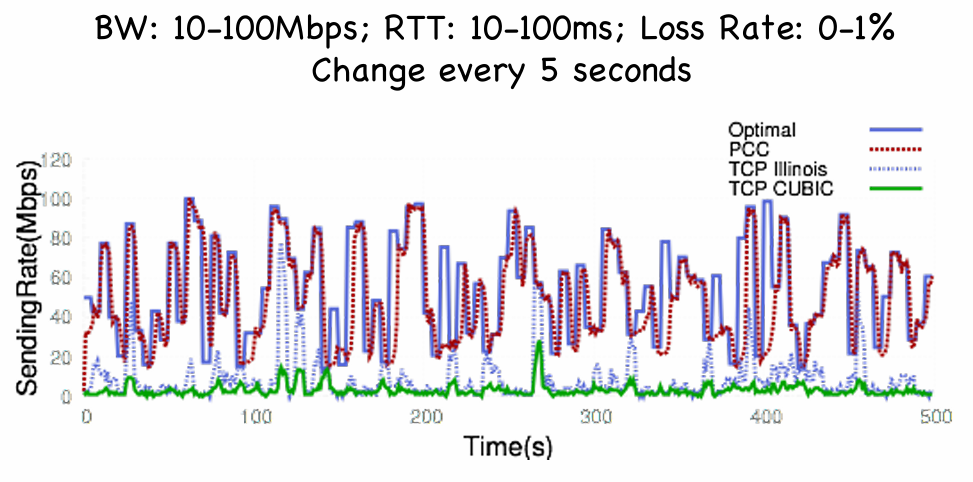 BW: 10-100Mbps; RTT: 10-100ms; Loss Rate: 0-1%
Change every 5 seconds
Optimal
PCC
TCP Illinois
TCP CUBIC
SendingRate(Mbps)
120
100
80
60
40
20
0
0 100 200 300 400 500
Time(s)